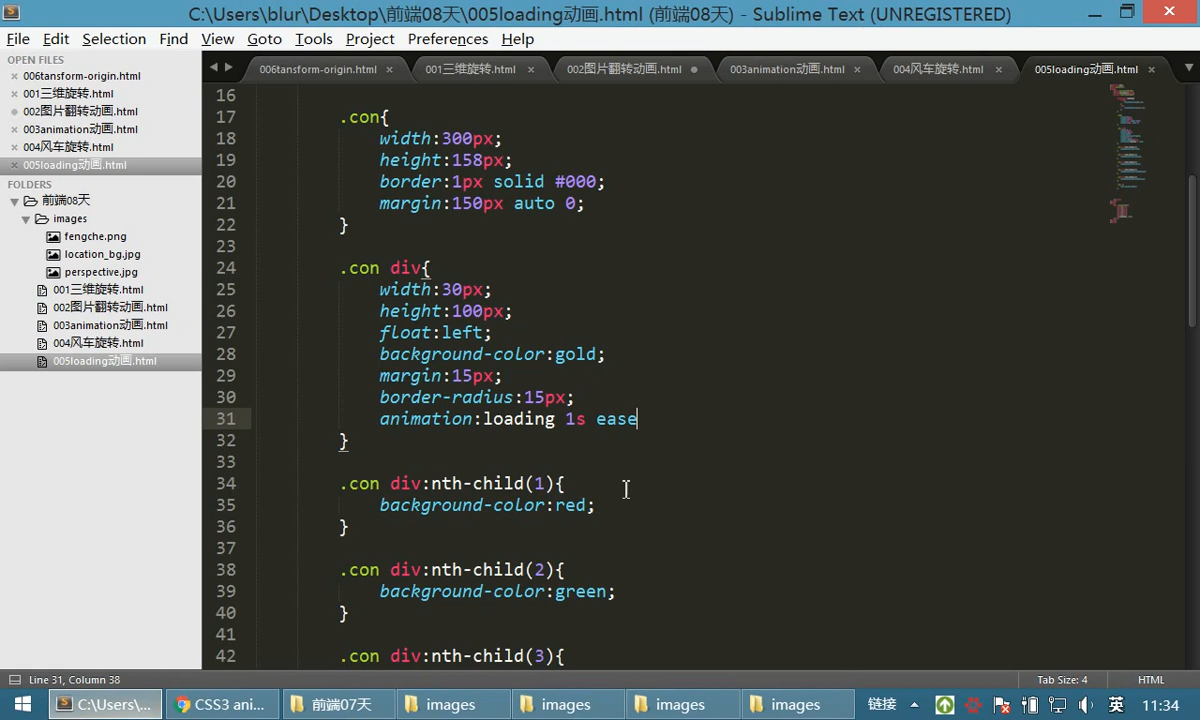 C:\Users\blur\Desktop\前端08天\005loading动画.html (前端08天) - Sublime Text (UNREGISTERED)
File Edit Selection Find View Goto Tools Project Preferences Help
OPEN FILES
006tansform-origin.html
001三维旋转.html
002图片翻转动画.html
003animation动画.html
004风车旋转.html
005loading动画.html
FOLDERS
前端08天
images
fengche.png
location_bg.jpg
perspective.jpg
001三维旋转.html
002图片翻转动画.html
003animation动画.html
004风车旋转.html
005loading动画.html
006tansform-origin.html 001三维旋转.html 002图片翻转动画.html 003animation动画.html 004风车旋转.html 005loading动画.html
16
17 .con{
18 width:300px;
19 height:158px;
20 border:1px solid #000;
21 margin:150px auto 0;
22 }
23
24 .con div{
25 width:30px;
26 height:100px;
27 float:left;
28 background-color:gold;
29 margin:15px;
30 border-radius:15px;
31 animation:loading 1s ease
32 }
33
34 .con div:nth-child(1){
35 background-color:red;
36 }
37
38 .con div:nth-child(2){
39 background-color:green;
40 }
41
42 .con div:nth-child(3){
Line 31, Column 38 Tab Size: 4 HTML
C:\Users\... CSS3 ani... 前端07天 images images images images 链接 英 11:34